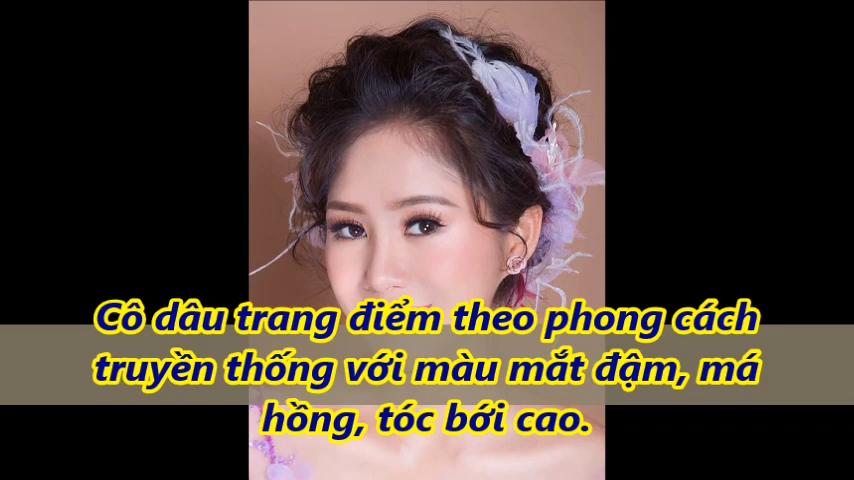 Cô dâu trang điểm theo phong cách
truyền thống với màu mắt đậm, má
hồng, tóc bới cao.